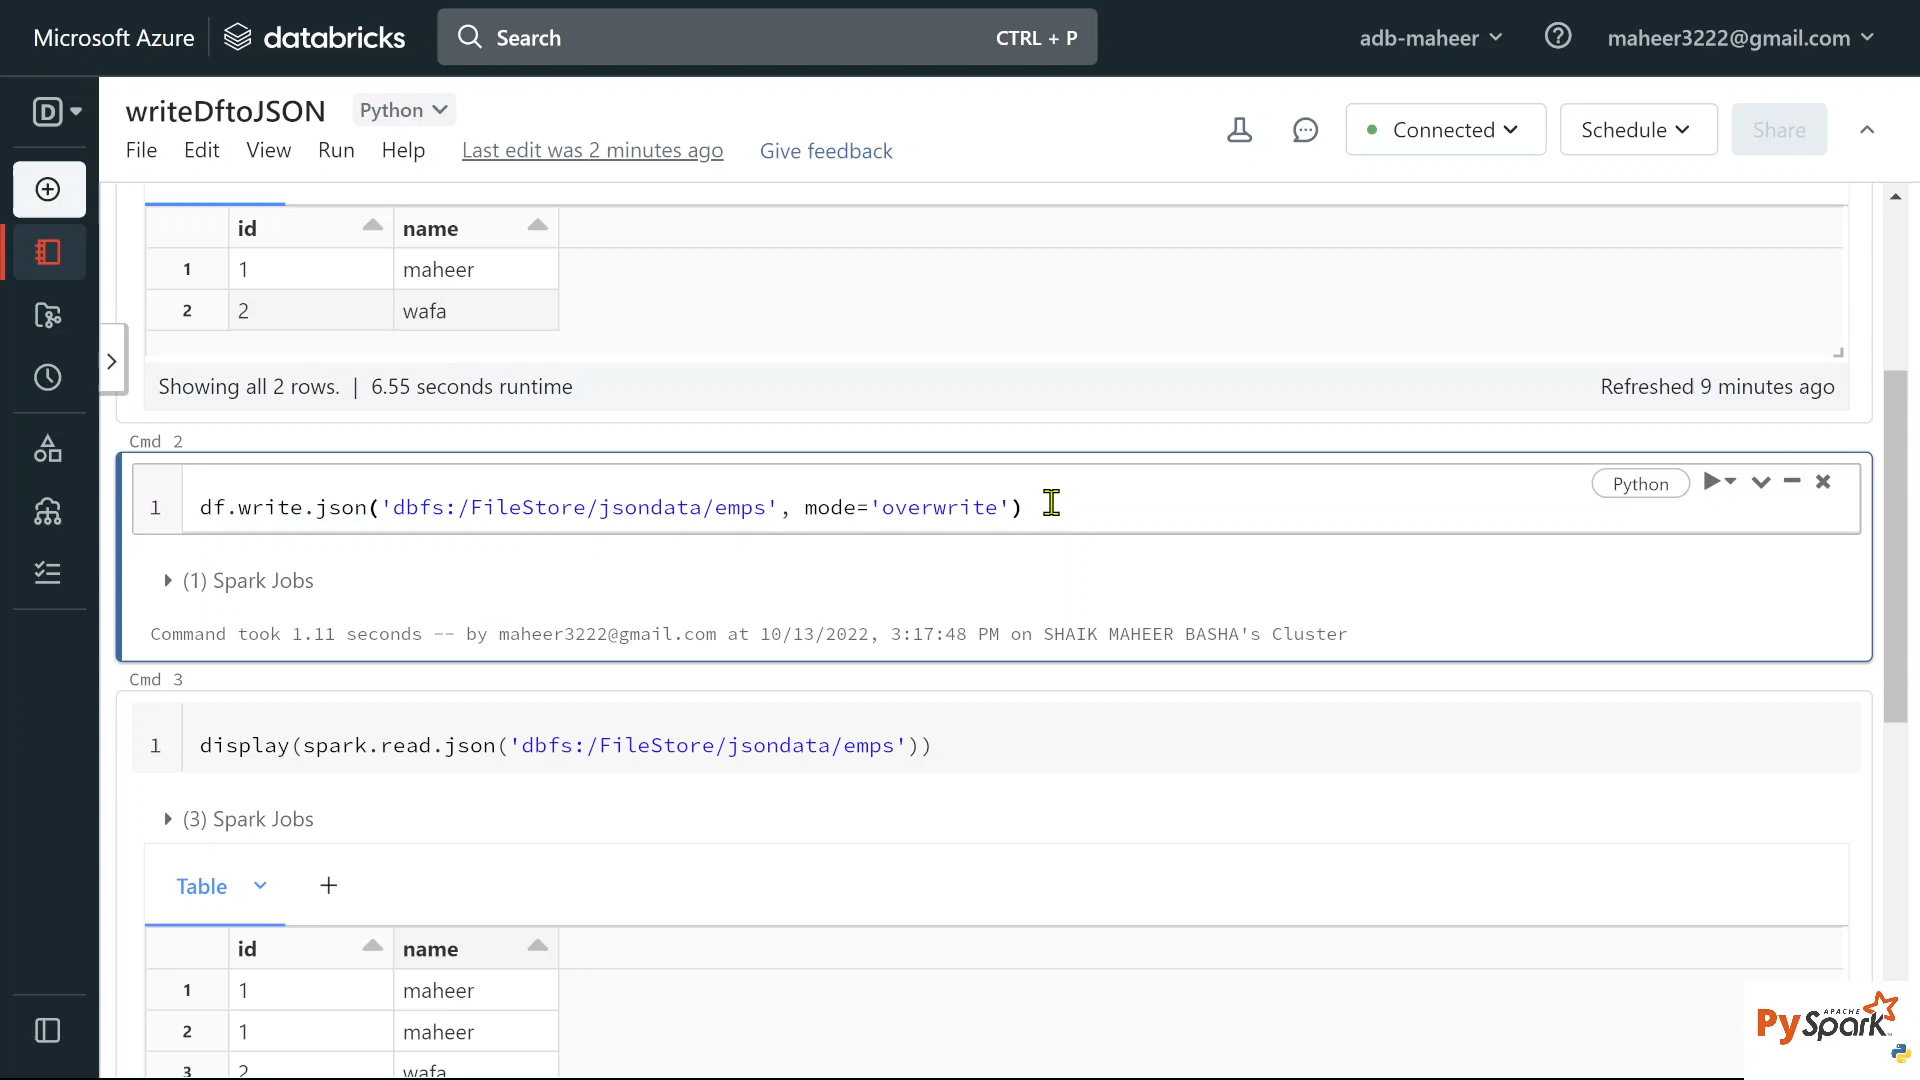 Microsoft Azure databricks Search CTRL + P adb-maheer maheer3222@gmail.com
writeDftoJSON Python
File Edit View Run Help Last edit was 2 minutes ago Give feedback Connected Schedule Share
id name
1 1 maheer
2 2 wafa
Showing all 2 rows. | 6.55 seconds runtime Refreshed 9 minutes ago
Cmd 2
Python
1 df.write.json('dbfs:/FileStore/jsondata/emps', mode='overwrite')
(1) Spark Jobs
Command took 1.11 seconds -- by maheer3222@gmail.com at 10/13/2022, 3:17:48 PM on SHAIK MAHEER BASHA's Cluster
Cmd 3
1 display(spark.read.json('dbfs:/FileStore/jsondata/emps'))
(3) Spark Jobs
Table +
id name
1 1 maheer
2 1 maheer
3 2 wafa
APACHE
PySpark